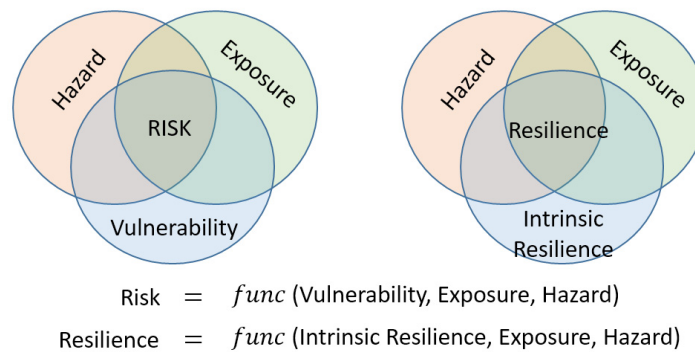 Hazard
Exposure
RISK
Vulnerability
Hazard
Exposure
Resilience
Intrinsic
Resilience
Risk = func (Vulnerability, Exposure, Hazard)
Resilience = func (Intrinsic Resilience, Exposure, Hazard)